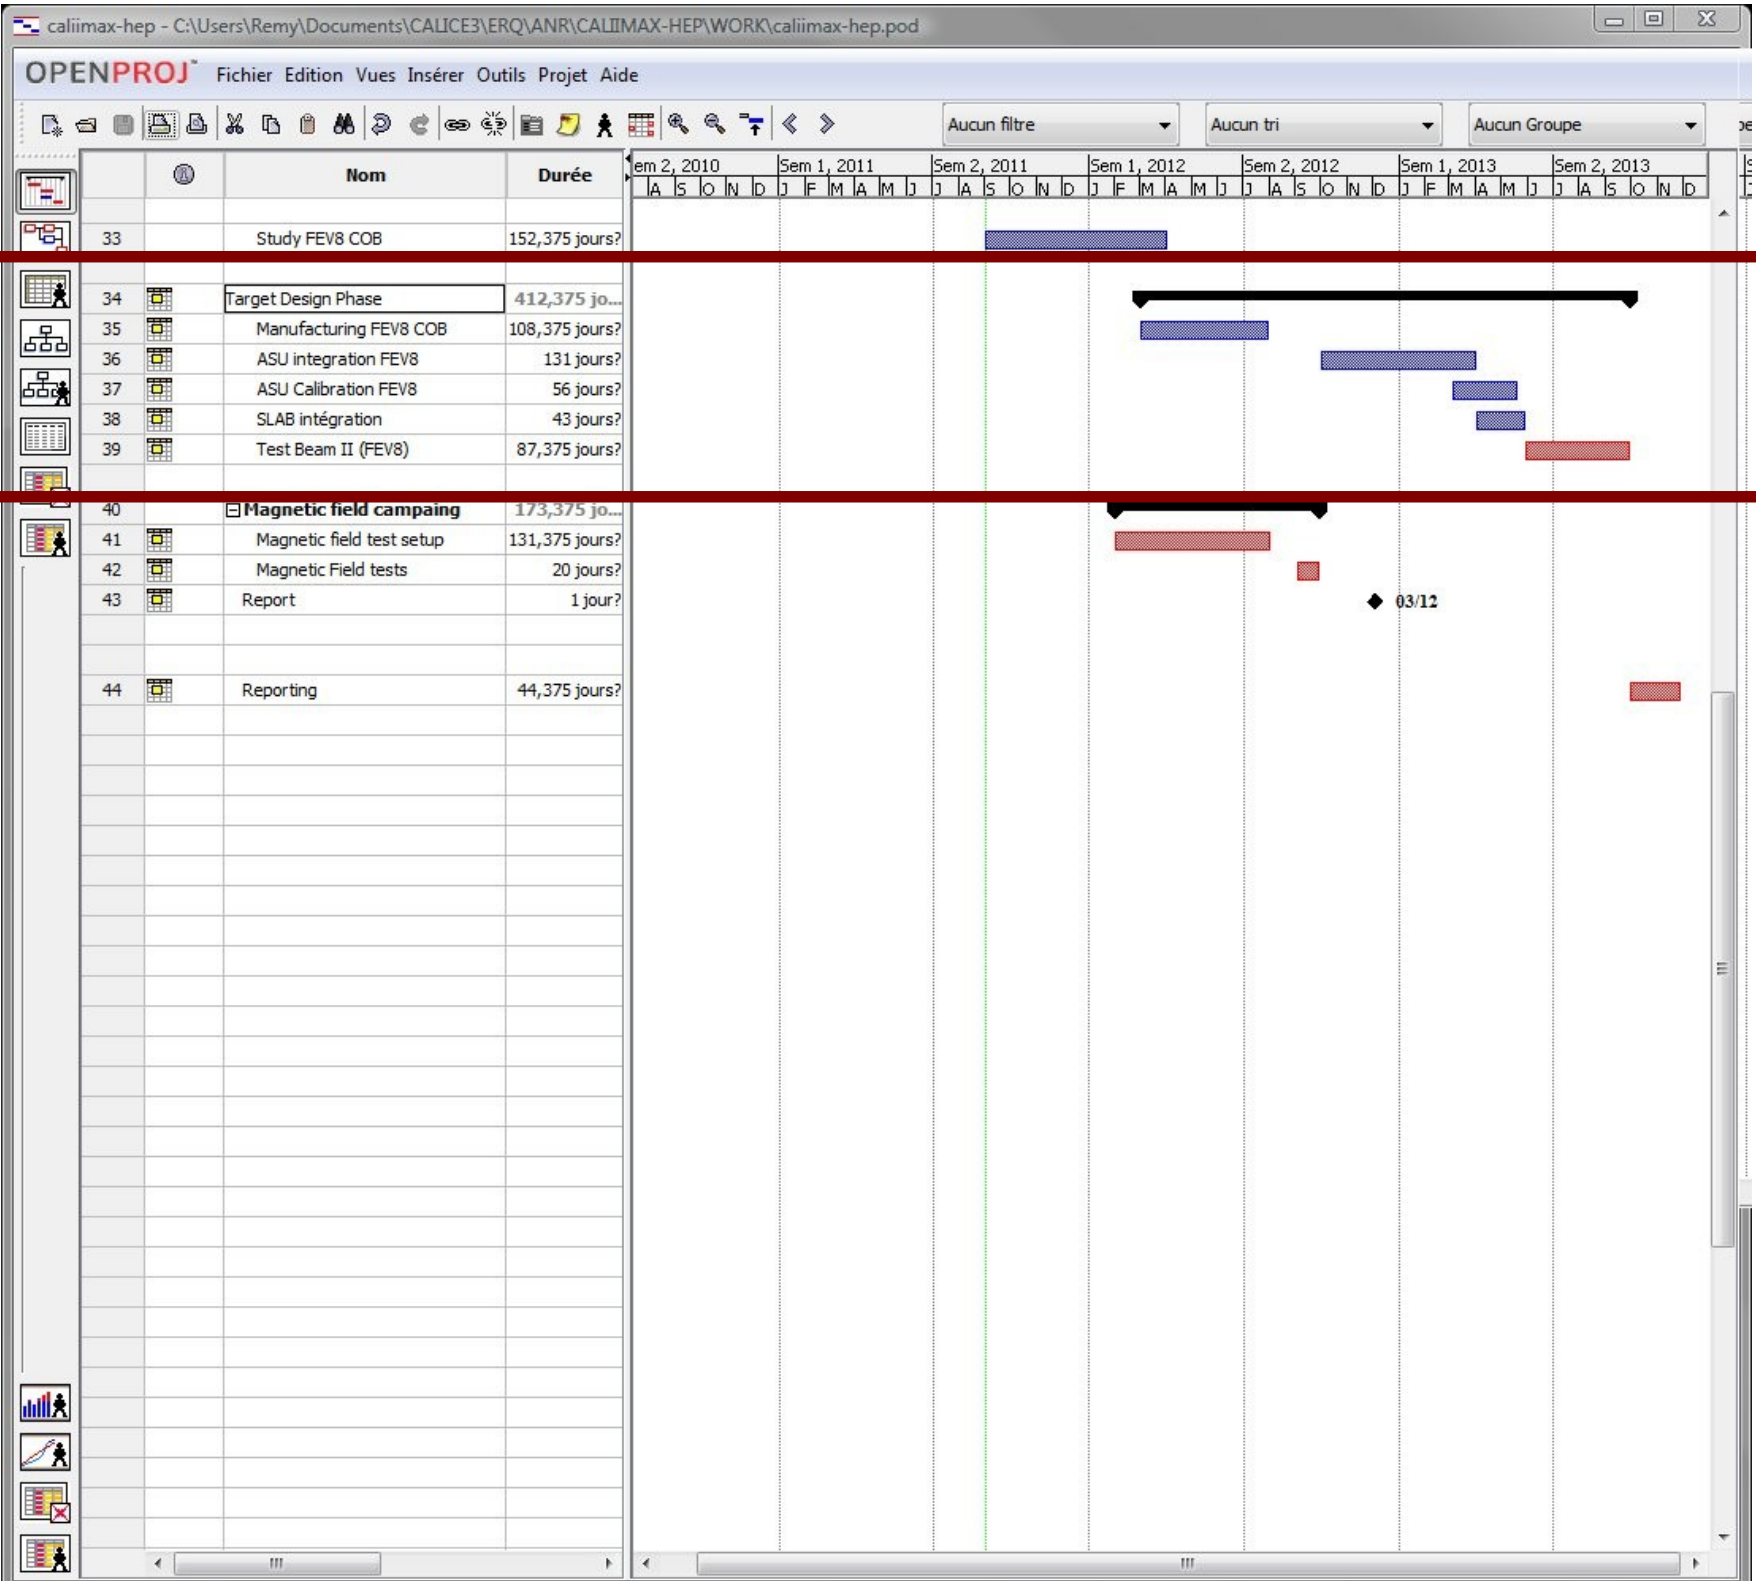 caliimax-hep - C:\Users\Remy\Documents\CALICE3\ERQ\ANR\CALIIMAX-HEP\WORK\caliimax-hep.pod
OPENPROJ Fichier Edition Vues Insérer Outils Projet Aide
Aucun filtre Aucun tri Aucun Groupe
Nom Durée
em 2, 2010 Sem 1, 2011 Sem 2, 2011 Sem 1, 2012 Sem 2, 2012 Sem 1, 2013 Sem 2, 2013
A S O N D J F M A M J J A S O N D J F M A M J J A S O N D J F M A M J J A S O N D
33 Study FEV8 COB 152,375 jours?
34 Target Design Phase 412,375 jo...
35 Manufacturing FEV8 COB 108,375 jours?
36 ASU integration FEV8 131 jours?
37 ASU Calibration FEV8 56 jours?
38 SLAB intégration 43 jours?
39 Test Beam II (FEV8) 87,375 jours?
40 Magnetic field campaing 173,375 jo...
41 Magnetic field test setup 131,375 jours?
42 Magnetic Field tests 20 jours?
43 Report 1 jour? 03/12
44 Reporting 44,375 jours?